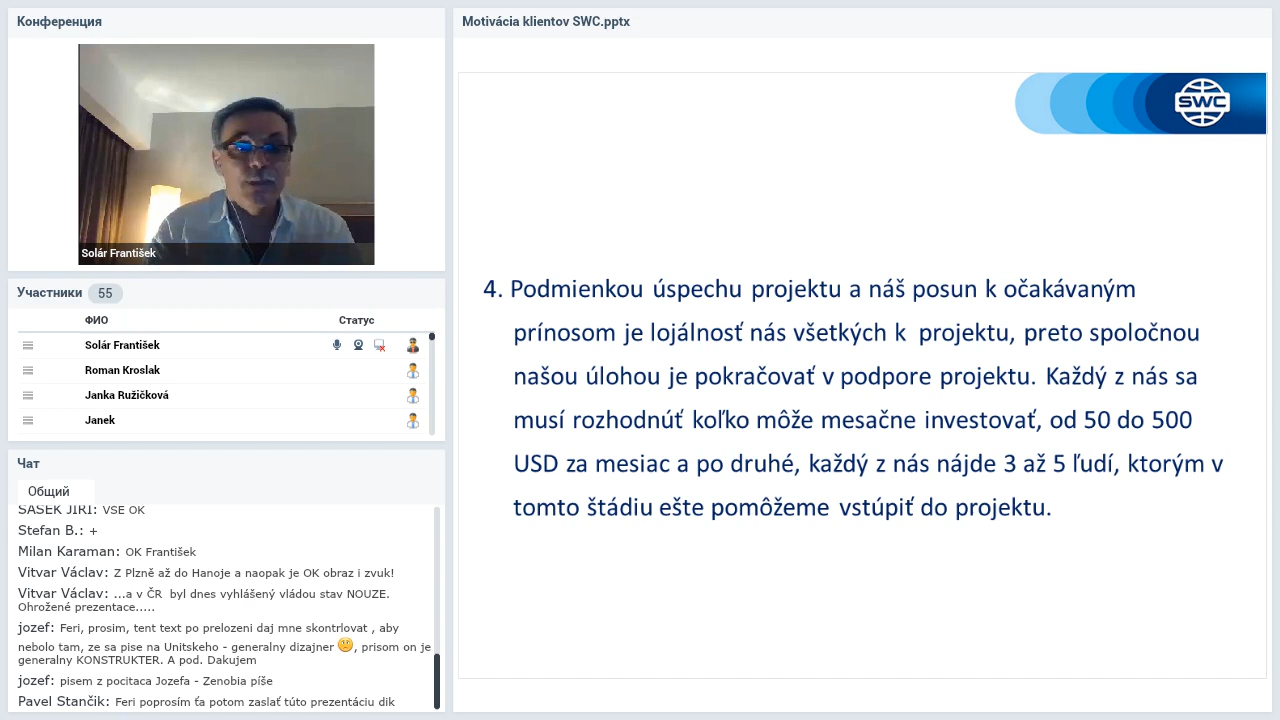 Конференция
Solár František
Участники 55
ФИО Статус
Solár František
Roman Kroslak
Janka Ružičková
Janek
Чат
Общий
SASEK JIRI: VSE OK
Stefan B.: +
Milan Karaman: OK František
Vitvar Václav: Z Plzně až do Hanoje a naopak je OK obraz i zvuk!
Vitvar Václav: ...a v ČR byl dnes vyhlášený vládou stav NOUZE.
Ohrožené prezentace.....
jozef: Feri, prosim, tent text po prelozeni daj mne skontrlovat , aby
nebolo tam, ze sa pise na Unitskeho - generalny dizajner , prisom on je
generalny KONSTRUKTER. A pod. Dakujem
jozef: pisem z pocitaca Jozefa - Zenobia píše
Pavel Stančik: Feri poprosím ťa potom zaslať túto prezentáciu dik
Motivácia klientov SWC.pptx
SWC
4. Podmienkou úspechu projektu a náš posun k očakávaným
prínosom je lojálnosť nás všetkých k projektu, preto spoločnou
našou úlohou je pokračovať v podpore projektu. Každý z nás sa
musí rozhodnúť koľko môže mesačne investovať, od 50 do 500
USD za mesiac a po druhé, každý z nás nájde 3 až 5 ľudí, ktorým v
tomto štádiu ešte pomôžeme vstúpiť do projektu.